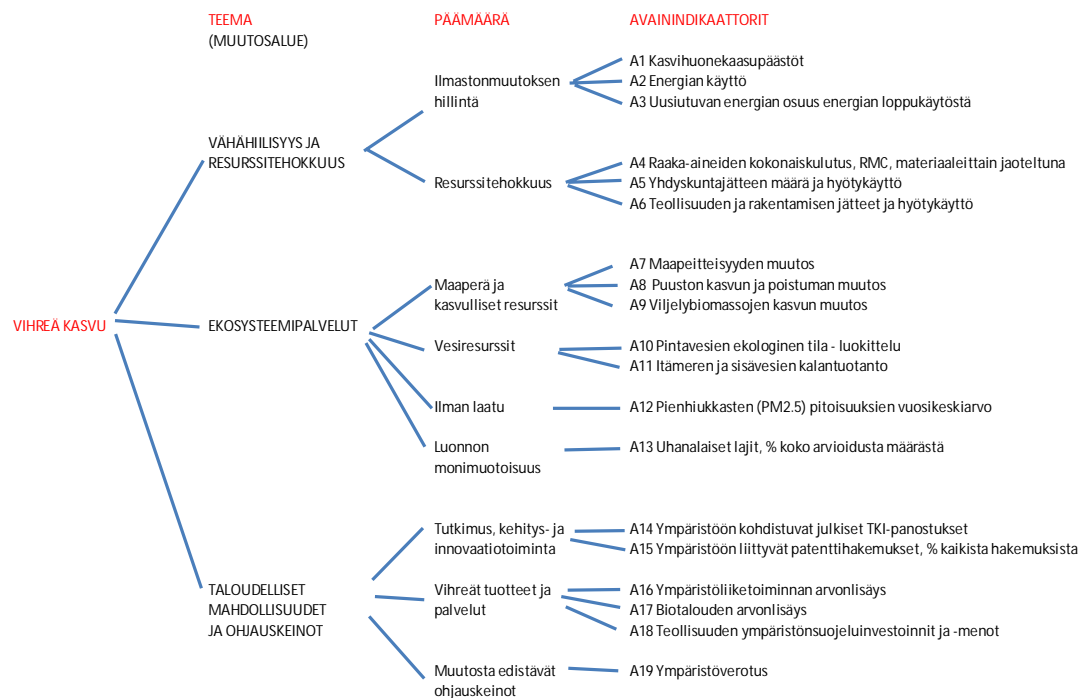 TEEMA
(MUUTOSALUE)
PÄÄMÄÄRÄ
AVAININDIKAATTORIT
VIHREÄ KASVU
VÄHÄHIILISYYS JA
RESURSSITEHOKKUUS
Ilmastonmuutoksen
hillintä
A1 Kasvihuonekaasupäästöt
A2 Energian käyttö
A3 Uusiutuvan energian osuus energian loppukäytöstä
Resurssitehokkuus
A4 Raaka-aineiden kokonaiskulutus, RMC, materiaaleittain jaoteltuna
A5 Yhdyskuntajätteen määrä ja hyötykäyttö
A6 Teollisuuden ja rakentamisen jätteet ja hyötykäyttö
EKOSYSTEEMIPALVELUT
Maaperä ja
kasvulliset resurssit
A7 Maapeitteisyyden muutos
A8 Puuston kasvun ja poistuman muutos
A9 Viljelybiomassojen kasvun muutos
Vesiresurssit
A10 Pintavesien ekologinen tila - luokittelu
A11 Itämeren ja sisävesien kalantuotanto
Ilman laatu
A12 Pienhiukkasten (PM2.5) pitoisuuksien vuosikeskiarvo
Luonnon
monimuotoisuus
A13 Uhanalaiset lajit, % koko arvioidusta määrästä
TALOUDELLISET
MAHDOLLISUUDET
JA OHJAUSKEINOT
Tutkimus, kehitys- ja
innovaatiotoiminta
A14 Ympäristöön kohdistuvat julkiset TKI-panostukset
A15 Ympäristöön liittyvät patenttihakemukset, % kaikista hakemuksista
Vihreät tuotteet ja
palvelut
A16 Ympäristöliiketoiminnan arvonlisäys
A17 Biotalouden arvonlisäys
A18 Teollisuuden ympäristönsuojeluinvestoinnit ja -menot
Muutosta edistävät
ohjauskeinot
A19 Ympäristöverotus